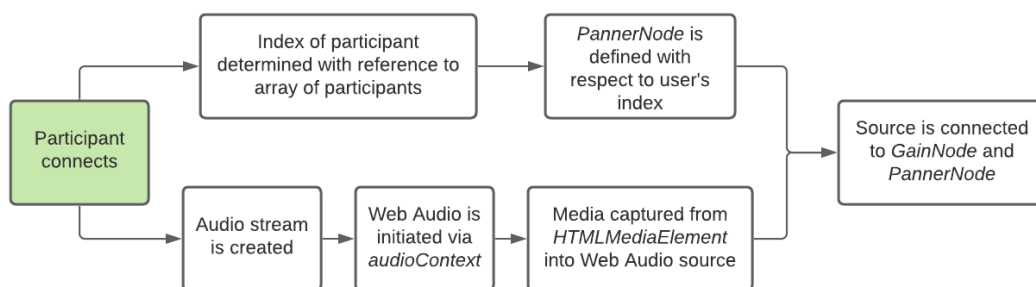 Participant
connects
Index of participant
determined with reference to
array of participants
PannerNode is
defined with
respect to user's
index
Audio stream
is created
Web Audio is
initiated via
audioContext
Media captured from
HTMLMediaElement
into Web Audio source
Source is connected
to GainNode and
PannerNode